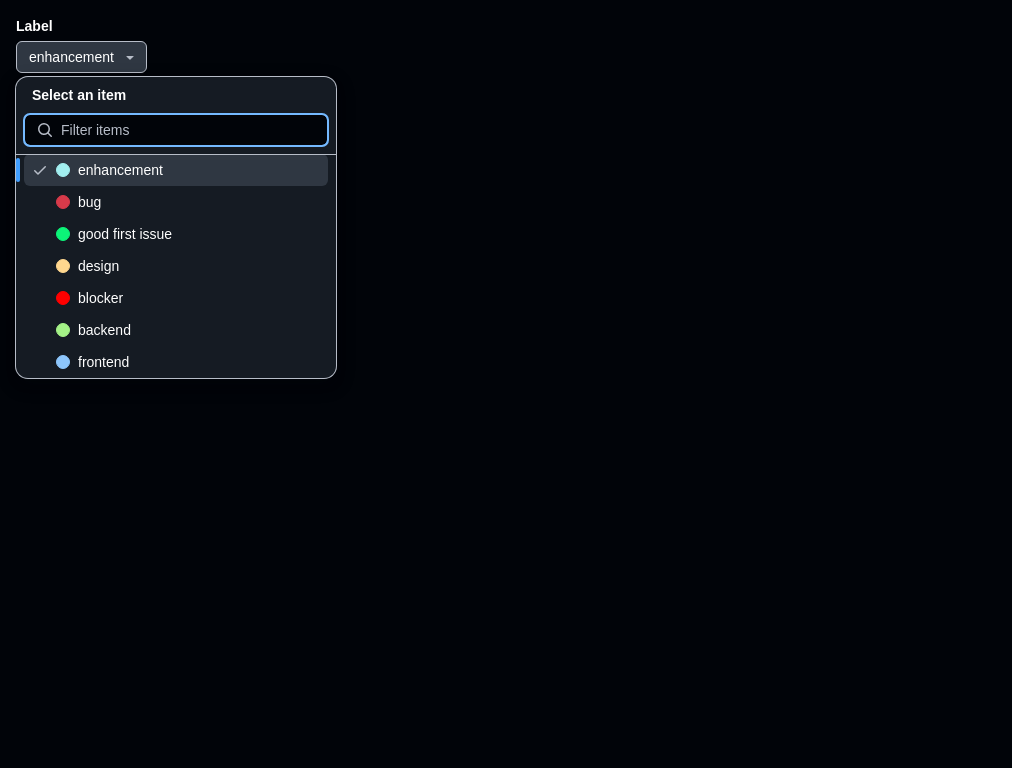 Label
enhancement
Select an item
Filter items
enhancement
bug
good first issue
design
blocker
backend
frontend